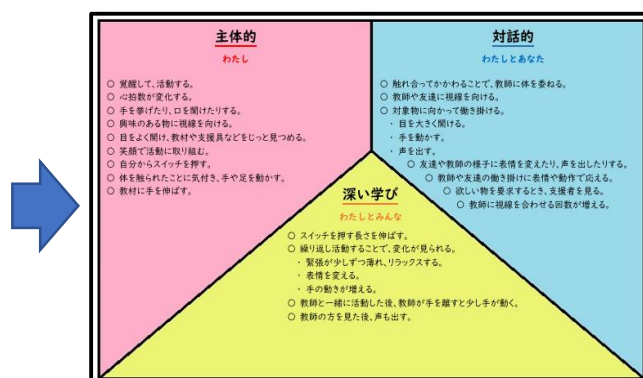 主体的
わたし
○ 覚醒して、活動する。
○ 心拍数が変化する。
○ 手を挙げたり、口を開けたりする。
○ 興味のある物に視線を向ける。
○ 目をよく開け、教材や支援具などをじっと見つめる。
○ 笑顔で活動に取り組む。
○ 自分からスイッチを押す。
○ 体を触られたことに気付き、手や足を動かす。
○ 教材に手を伸ばす。
対話的
わたしとあなた
○ 触れ合ってかかわることで、教師に体を委ねる。
○ 教師や友達に視線を向ける。
○ 対象物に向かって働き掛ける。
・ 目を大きく開ける。
・ 手を動かす。
・ 声を出す。
○ 友達や教師の様子に表情を変えたり、声を出したりする。
○ 教師や友達の働き掛けに表情や動作で応える。
○ 欲しい物を要求するとき、支援者を見る。
○ 教師に視線を合わせる回数が増える。
深い学び
わたしとみんな
○ スイッチを押す長さを伸ばす。
○ 繰り返し活動することで、変化が見られる。
・ 緊張が少しずつ薄れ、リラックスする。
・ 表情を変える。
・ 手の動きが増える。
○ 教師と一緒に活動した後、教師が手を離すと少し手が動く。
○ 教師の方を見た後、声も出す。